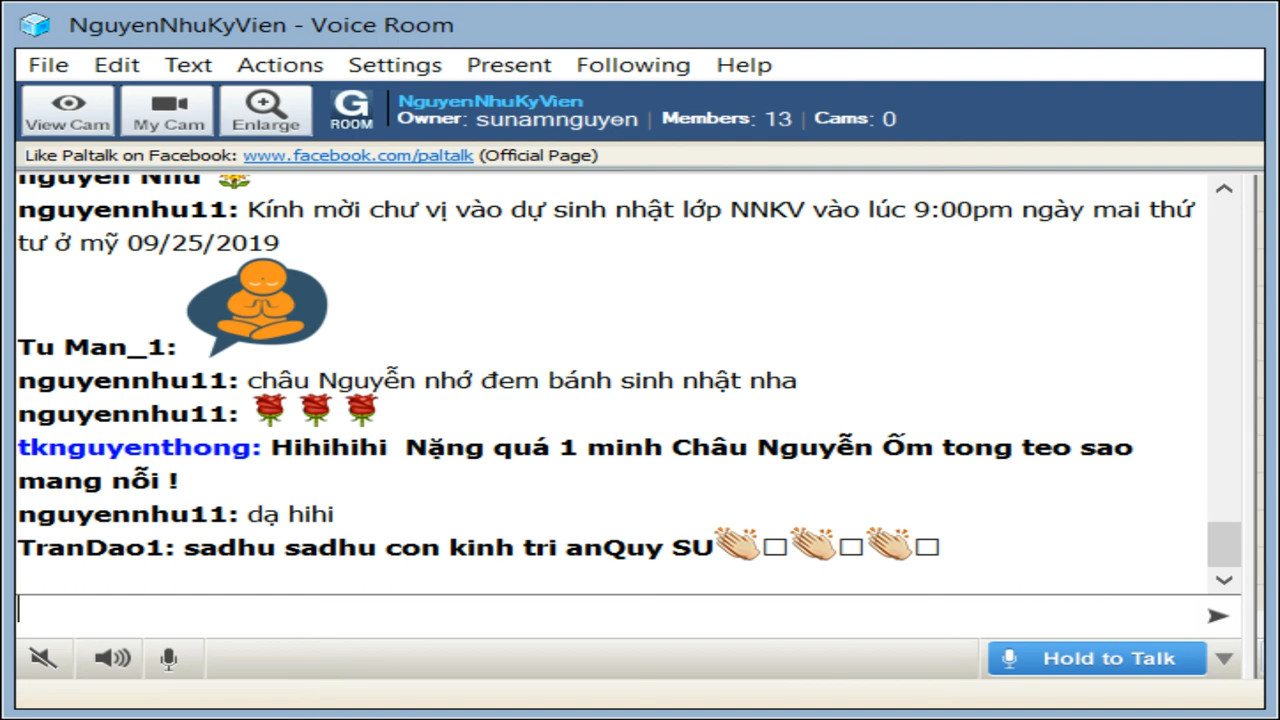 NguyenNhuKyVien - Voice Room
File Edit Text Actions Settings Present Following Help
View Cam My Cam Enlarge G ROOM
NguyenNhuKyVien
Owner: sunamnguyen | Members: 13 | Cams: 0
Like Paltalk on Facebook: www.facebook.com/paltalk (Official Page)
nguyen Nhu
nguyennhu11: Kính mời chư vị vào dự sinh nhật lớp NNKV vào lúc 9:00pm ngày mai thứ
tư ở mỹ 09/25/2019
Tu Man_1:
nguyennhu11: châu Nguyễn nhớ đem bánh sinh nhật nha
nguyennhu11: 🌹 🌹 🌹
tknguyenthong: Hihihihi  Nặng quá 1 minh Châu Nguyễn Ốm tong teo sao
mang nỗi !
nguyennhu11: dạ hihi
TranDao1: sadhu sadhu con kinh tri anQuy SU👏□👏□👏□
Hold to Talk